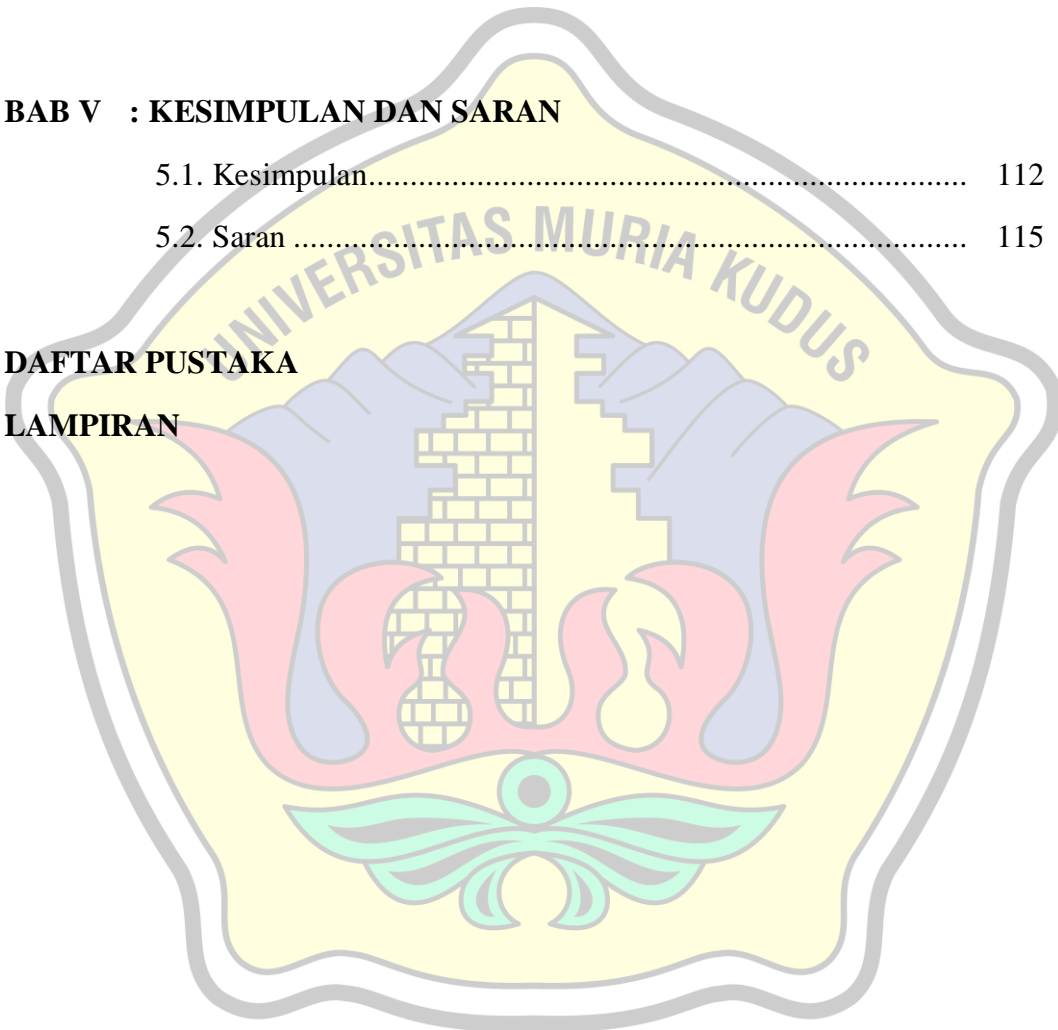 BAB V : KESIMPULAN DAN SARAN
5.1. Kesimpulan........................................................................ 112
5.2. Saran ................................................................................. 115
UNIVERSITAS MURIA KUDUS
DAFTAR PUSTAKA
LAMPIRAN